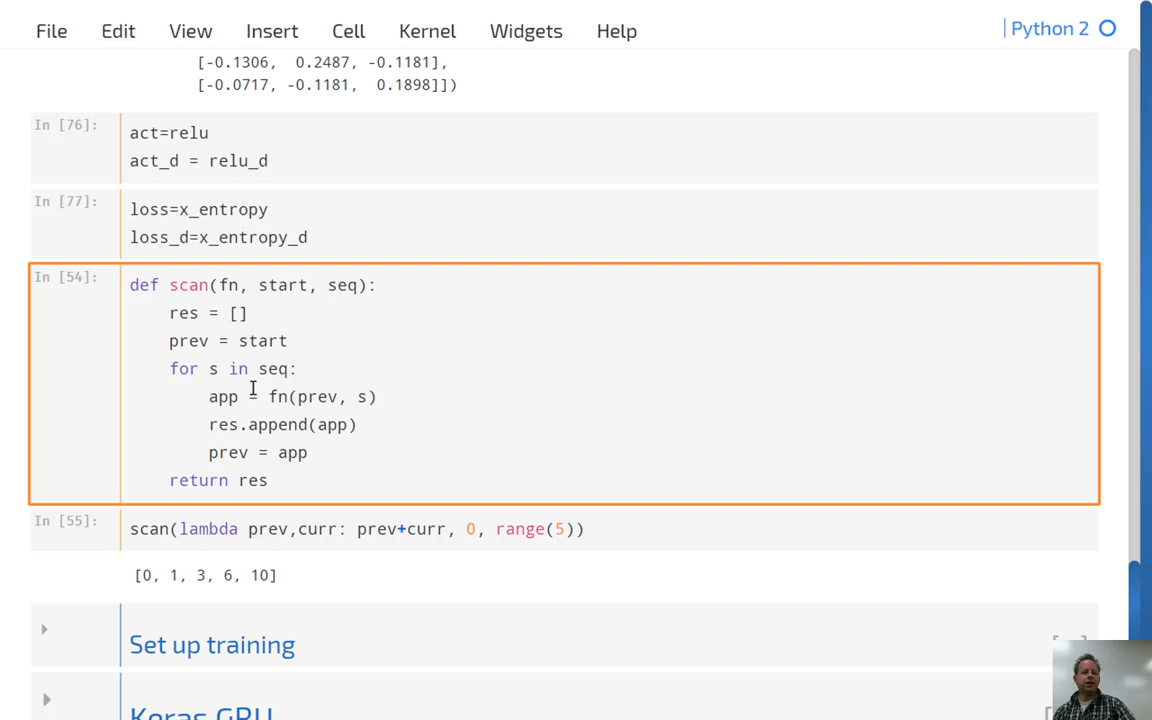 File Edit View Insert Cell Kernel Widgets Help Python 2
[-0.1306,  0.2487, -0.1181],
[-0.0717, -0.1181,  0.1898]])
In [76]:
act=relu
act_d = relu_d
In [77]:
loss=x_entropy
loss_d=x_entropy_d
In [54]:
def scan(fn, start, seq):
    res = []
    prev = start
    for s in seq:
        app = fn(prev, s)
        res.append(app)
        prev = app
    return res
In [55]:
scan(lambda prev,curr: prev+curr, 0, range(5))
[0, 1, 3, 6, 10]
Set up training
Keras GRU